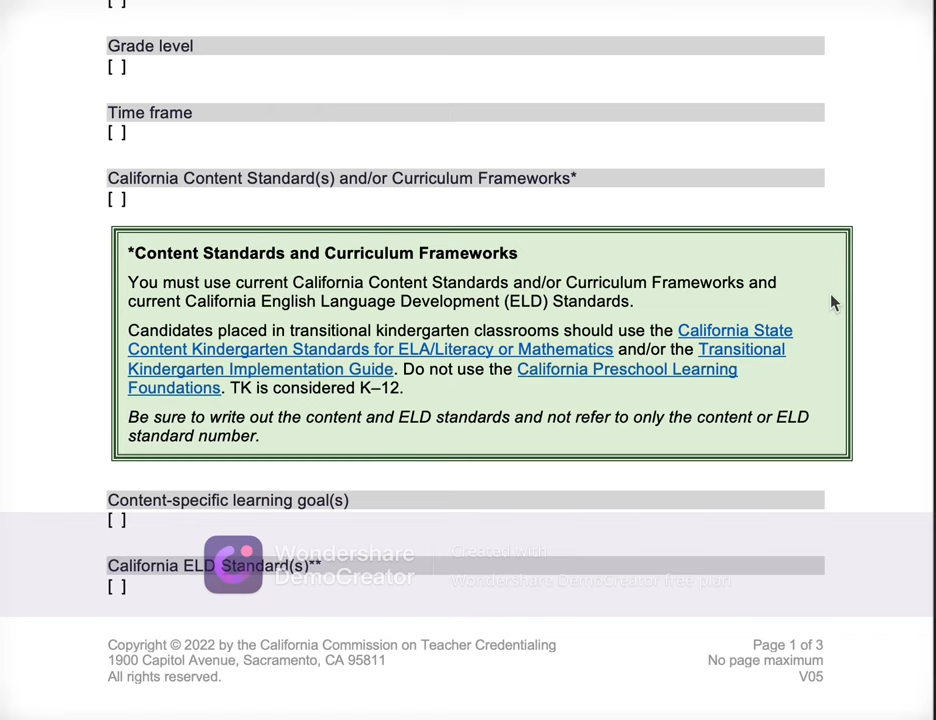 [ ]
Grade level
[ ]
Time frame
[ ]
California Content Standard(s) and/or Curriculum Frameworks*
[ ]
*Content Standards and Curriculum Frameworks
You must use current California Content Standards and/or Curriculum Frameworks and
current California English Language Development (ELD) Standards.
Candidates placed in transitional kindergarten classrooms should use the California State
Content Kindergarten Standards for ELA/Literacy or Mathematics and/or the Transitional
Kindergarten Implementation Guide. Do not use the California Preschool Learning
Foundations. TK is considered K–12.
Be sure to write out the content and ELD standards and not refer to only the content or ELD
standard number.
Content-specific learning goal(s)
[ ]
California ELD Standard(s)**
[ ]
Wondershare
DemoCreator
Created with
Wondershare DemoCreator free plan
Copyright © 2022 by the California Commission on Teacher Credentialing
1900 Capitol Avenue, Sacramento, CA 95811
All rights reserved.
Page 1 of 3
No page maximum
V05